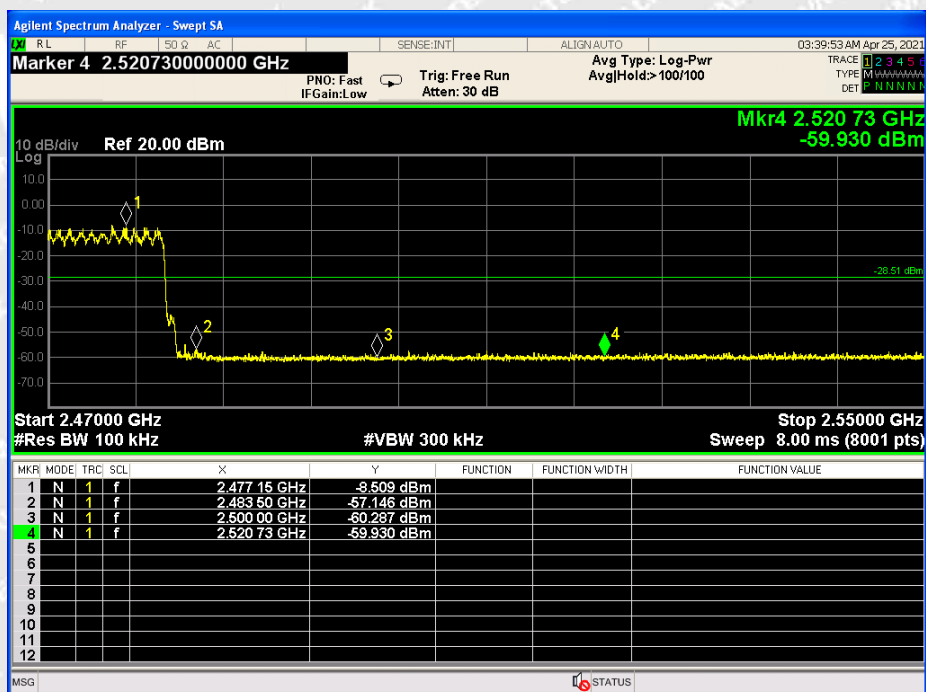 Agilent Spectrum Analyzer - Swept SA
LXI RL RF 50 Ω AC SENSE:INT ALIGNAUTO 03:39:53 AM Apr 25, 2021
Marker 4 2.520730000000 GHz
PNO: Fast
IFGain:Low
Trig: Free Run
Atten: 30 dB
Avg Type: Log-Pwr
Avg|Hold:>100/100
TRACE 1 2 3 4 5 6
TYPE M
DET P N N N N N
Mkr4 2.520 73 GHz
-59.930 dBm
10 dB/div Ref 20.00 dBm
Log
10.0
0.00
-10.0
-20.0
-30.0
-40.0
-50.0
-60.0
-70.0
1
2
3
4
-28.51 dBm
Start 2.47000 GHz Stop 2.55000 GHz
#Res BW 100 kHz #VBW 300 kHz Sweep 8.00 ms (8001 pts)
MKR MODE TRC SCL X Y FUNCTION FUNCTION WIDTH FUNCTION VALUE
1 N 1 f 2.477 15 GHz -8.509 dBm
2 N 1 f 2.483 50 GHz -57.146 dBm
3 N 1 f 2.500 00 GHz -60.287 dBm
4 N 1 f 2.520 73 GHz -59.930 dBm
5
6
7
8
9
10
11
12
MSG STATUS